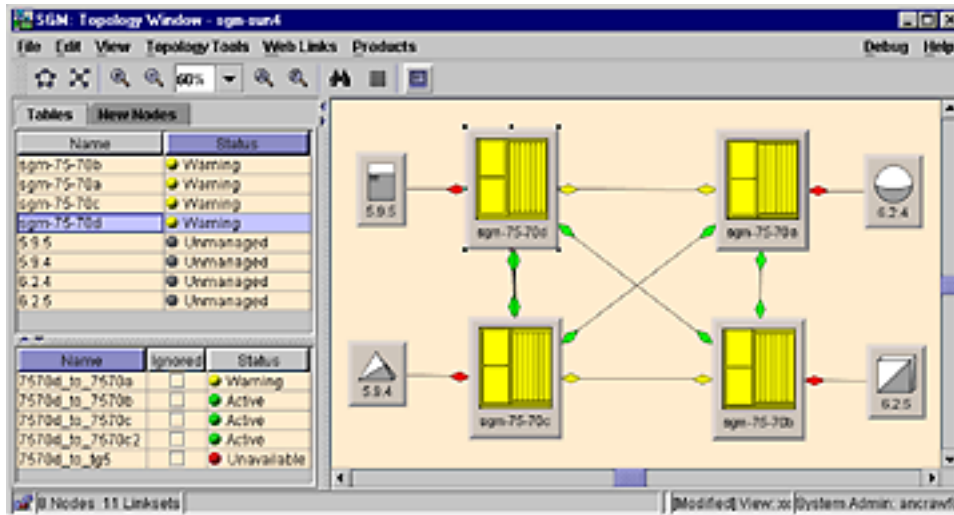 SGM: Topology Window - sgm-sun4
File Edit View Topology Tools Web Links Products Debug Help
60%
Tables New Nodes
Name Status
sgm-75-70b Warning
sgm-75-70a Warning
sgm-75-70c Warning
sgm-75-70d Warning
5.9.5 Unmanaged
5.9.4 Unmanaged
6.2.4 Unmanaged
6.2.5 Unmanaged
Name Ignored Status
7570d_to_7570a Warning
7570d_to_7570b Active
7570d_to_7570c Active
7570d_to_7570c2 Active
7570d_to_tg5 Unavailable
5.9.5
sgm-75-70d
sgm-75-70a
6.2.4
5.9.4
sgm-75-70c
sgm-75-70b
6.2.5
8 Nodes 11 Linksets
[Modified] View: System Admin: ancrawf